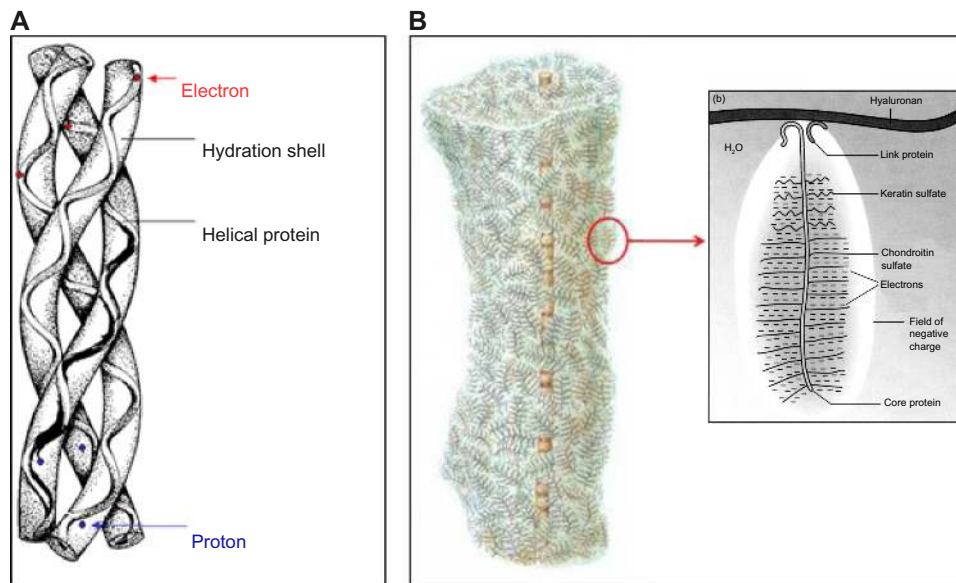 A
Electron
Hydration shell
Helical protein
Proton
B
(b)
Hyaluronan
H₂O
Link protein
Keratin sulfate
Chondroitin
sulfate
Electrons
Field of
negative
charge
Core protein